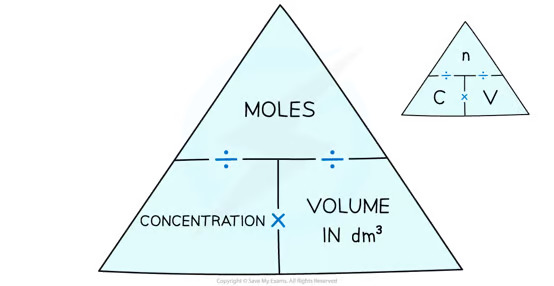 MOLES
÷ ÷
CONCENTRATION × VOLUME
IN dm³
n
÷ ÷
C × V
Copyright © Save My Exams. All Rights Reserved